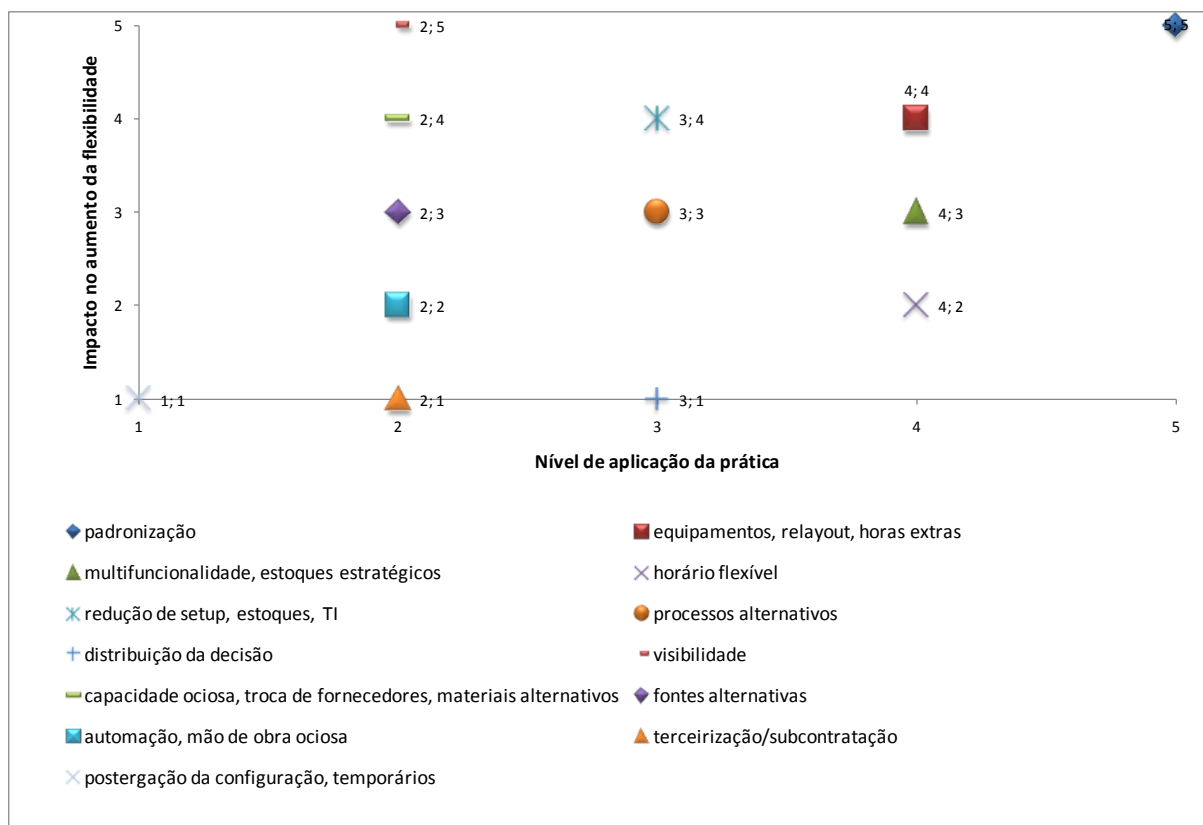 Impacto no aumento da flexibilidade
5
2; 5
5; 5
4
2; 4
3; 4
4; 4
3
2; 3
3; 3
4; 3
2
2; 2
4; 2
1
1; 1
2; 1
3; 1
1
2
3
4
5
Nível de aplicação da prática
padronização
equipamentos, relayout, horas extras
multifuncionalidade, estoques estratégicos
horário flexível
redução de setup, estoques, TI
processos alternativos
distribuição da decisão
visibilidade
capacidade ociosa, troca de fornecedores, materiais alternativos
fontes alternativas
automação, mão de obra ociosa
terceirização/subcontratação
postergação da configuração, temporários